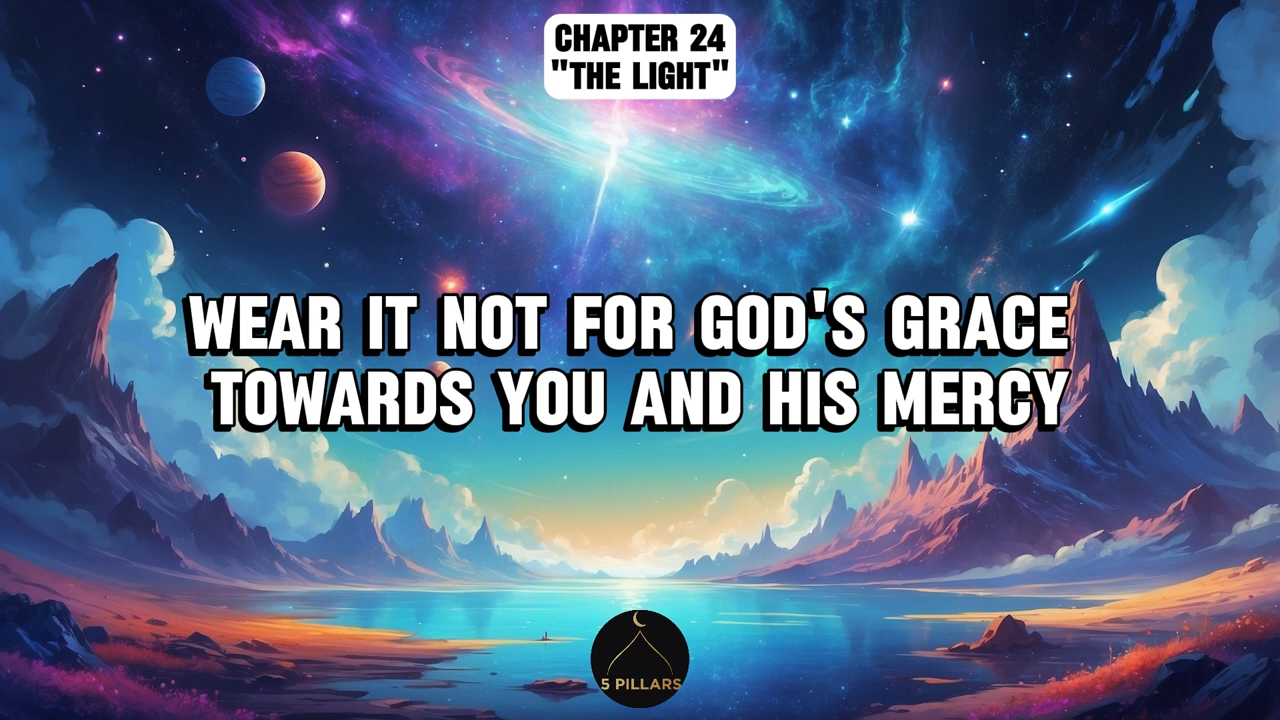 CHAPTER 24
"THE LIGHT"
WEAR IT NOT FOR GOD'S GRACE
TOWARDS YOU AND HIS MERCY
5 PILLARS